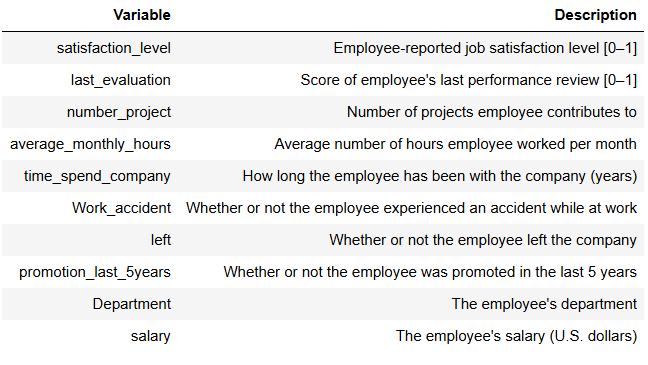 Variable Description
satisfaction_level Employee-reported job satisfaction level [0–1]
last_evaluation Score of employee's last performance review [0–1]
number_project Number of projects employee contributes to
average_monthly_hours Average number of hours employee worked per month
time_spend_company How long the employee has been with the company (years)
Work_accident Whether or not the employee experienced an accident while at work
left Whether or not the employee left the company
promotion_last_5years Whether or not the employee was promoted in the last 5 years
Department The employee's department
salary The employee's salary (U.S. dollars)